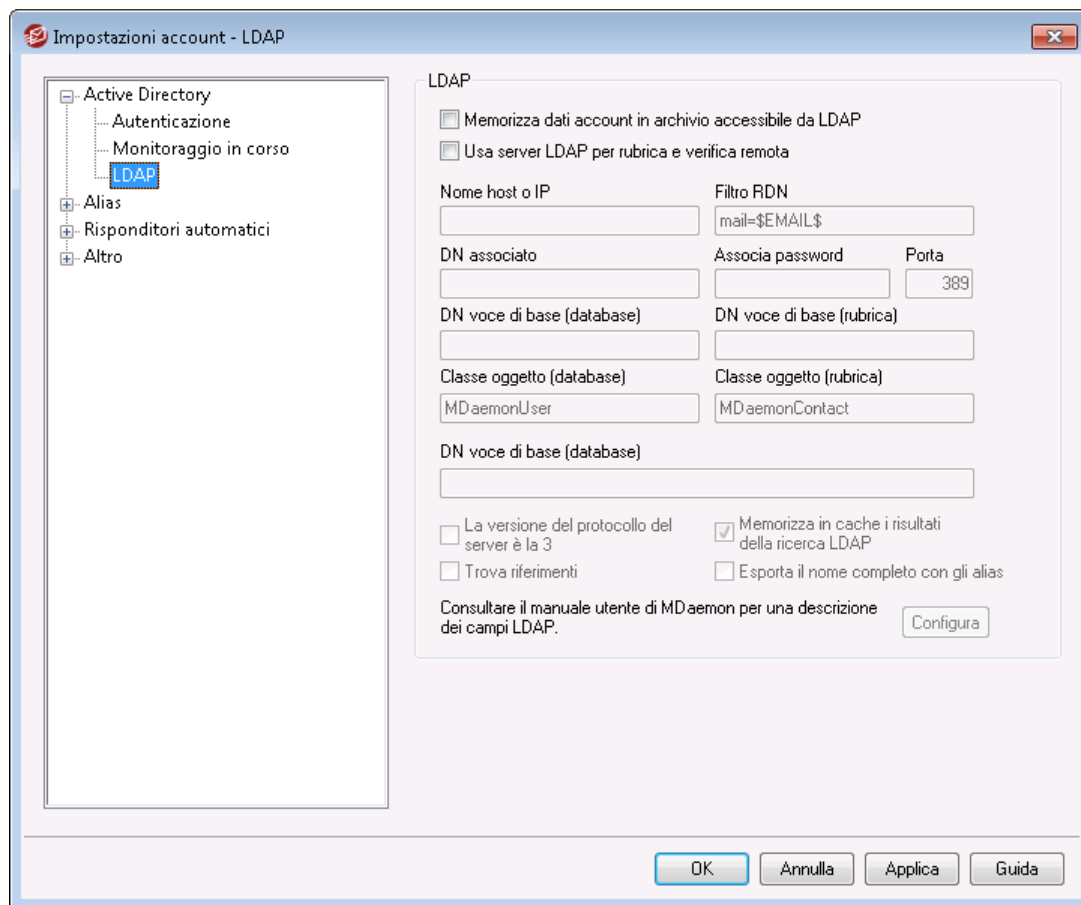 Impostazioni account - LDAP
Active Directory
Autenticazione
Monitoraggio in corso
LDAP
Alias
Risponditori automatici
Altro
LDAP
Memorizza dati account in archivio accessibile da LDAP
Usa server LDAP per rubrica e verifica remota
Nome host o IP
Filtro RDN
mail=$EMAIL$
DN associato
Associa password
Porta
389
DN voce di base (database)
DN voce di base (rubrica)
Classe oggetto (database)
Classe oggetto (rubrica)
MDaemonUser
MDaemonContact
DN voce di base (database)
La versione del protocollo del
server è la 3
Memorizza in cache i risultati
della ricerca LDAP
Trova riferimenti
Esporta il nome completo con gli alias
Consultare il manuale utente di MDaemon per una descrizione
dei campi LDAP.
Configura
OK
Annulla
Applica
Guida